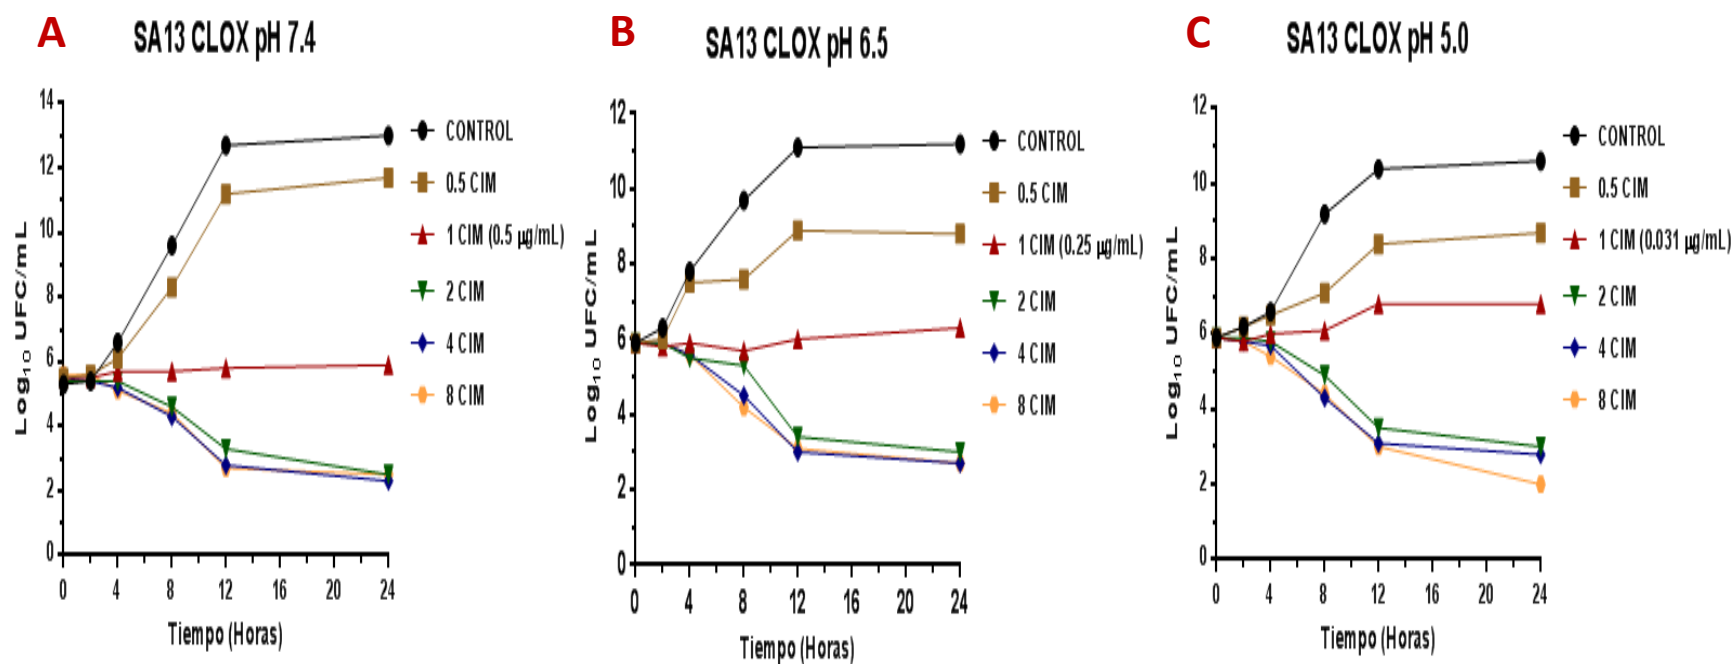 A
SA13 CLOX pH 7.4
14
12
10
8
6
4
2
0
Log₁₀ UFC/mL
0 4 8 12 16 20 24
Tiempo (Horas)
CONTROL
0.5 CIM
1 CIM (0.5 µg/mL)
2 CIM
4 CIM
8 CIM
B
SA13 CLOX pH 6.5
12
10
8
6
4
2
0
Log₁₀ UFC/mL
0 4 8 12 16 20 24
Tiempo (Horas)
CONTROL
0.5 CIM
1 CIM (0.25 µg/mL)
2 CIM
4 CIM
8 CIM
C
SA13 CLOX pH 5.0
12
10
8
6
4
2
0
Log₁₀ UFC/mL
0 4 8 12 16 20 24
Tiempo (Horas)
CONTROL
0.5 CIM
1 CIM (0.031 µg/mL)
2 CIM
4 CIM
8 CIM